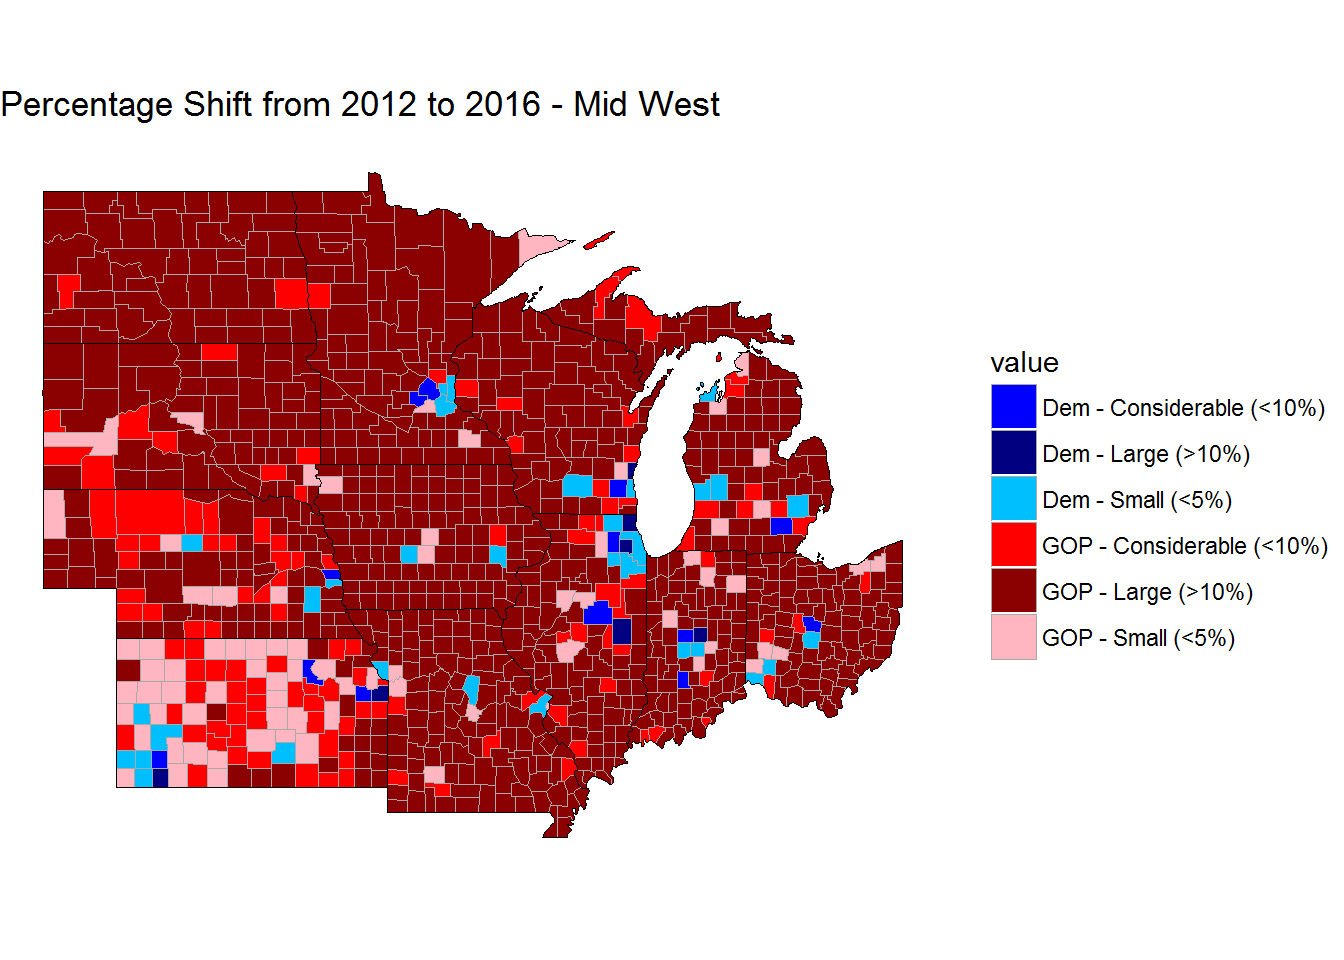 Percentage Shift from 2012 to 2016 - Mid West
value
Dem - Considerable (<10%)
Dem - Large (>10%)
Dem - Small (<5%)
GOP - Considerable (<10%)
GOP - Large (>10%)
GOP - Small (<5%)